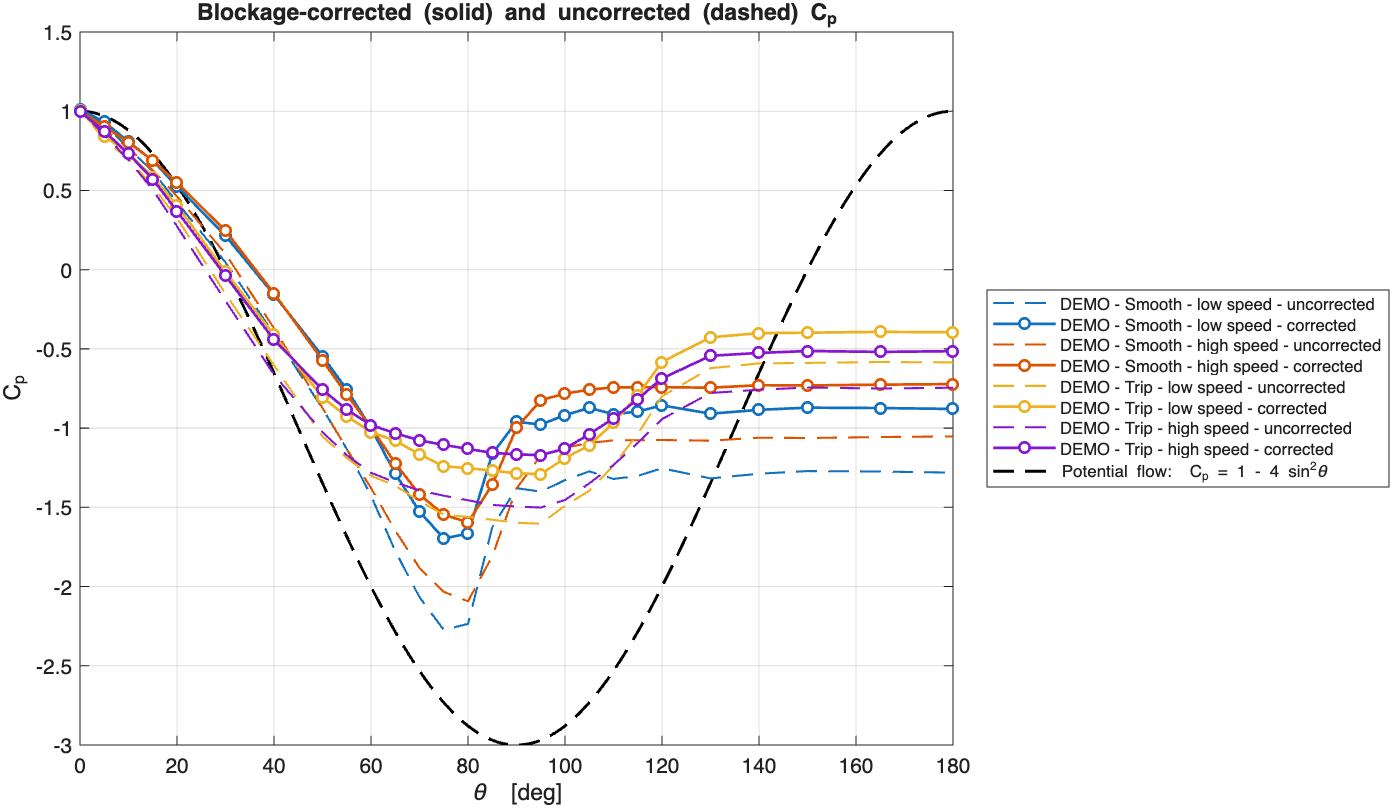 Blockage-corrected (solid) and uncorrected (dashed) Cₚ
1.5
1
0.5
0
-0.5
-1
-1.5
-2
-2.5
-3
Cₚ
0
20
40
60
80
100
120
140
160
180
θ [deg]
DEMO - Smooth - low speed - uncorrected
DEMO - Smooth - low speed - corrected
DEMO - Smooth - high speed - uncorrected
DEMO - Smooth - high speed - corrected
DEMO - Trip - low speed - uncorrected
DEMO - Trip - low speed - corrected
DEMO - Trip - high speed - uncorrected
DEMO - Trip - high speed - corrected
Potential flow: Cₚ = 1 - 4 sin²θ